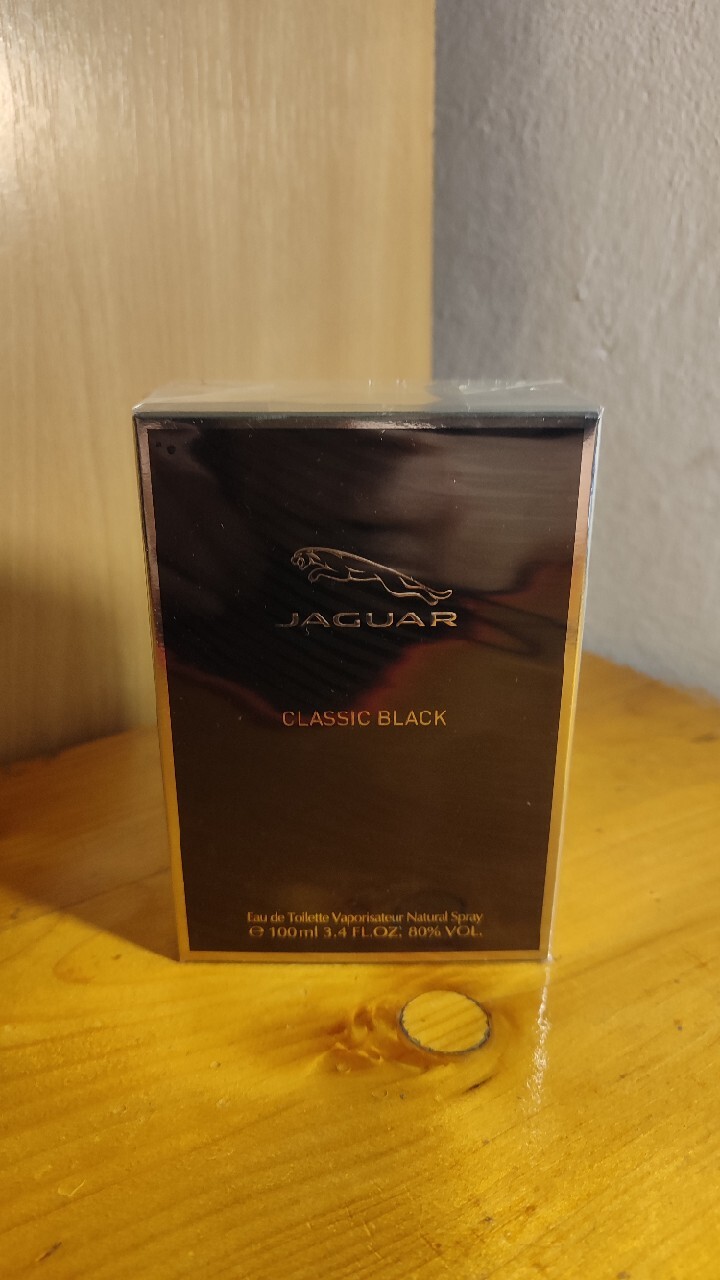 JAGUAR
CLASSIC BLACK
Eau de Toilette Vaporisateur Natural Spray
℮ 100 ml 3.4 FL.OZ. 80% VOL.